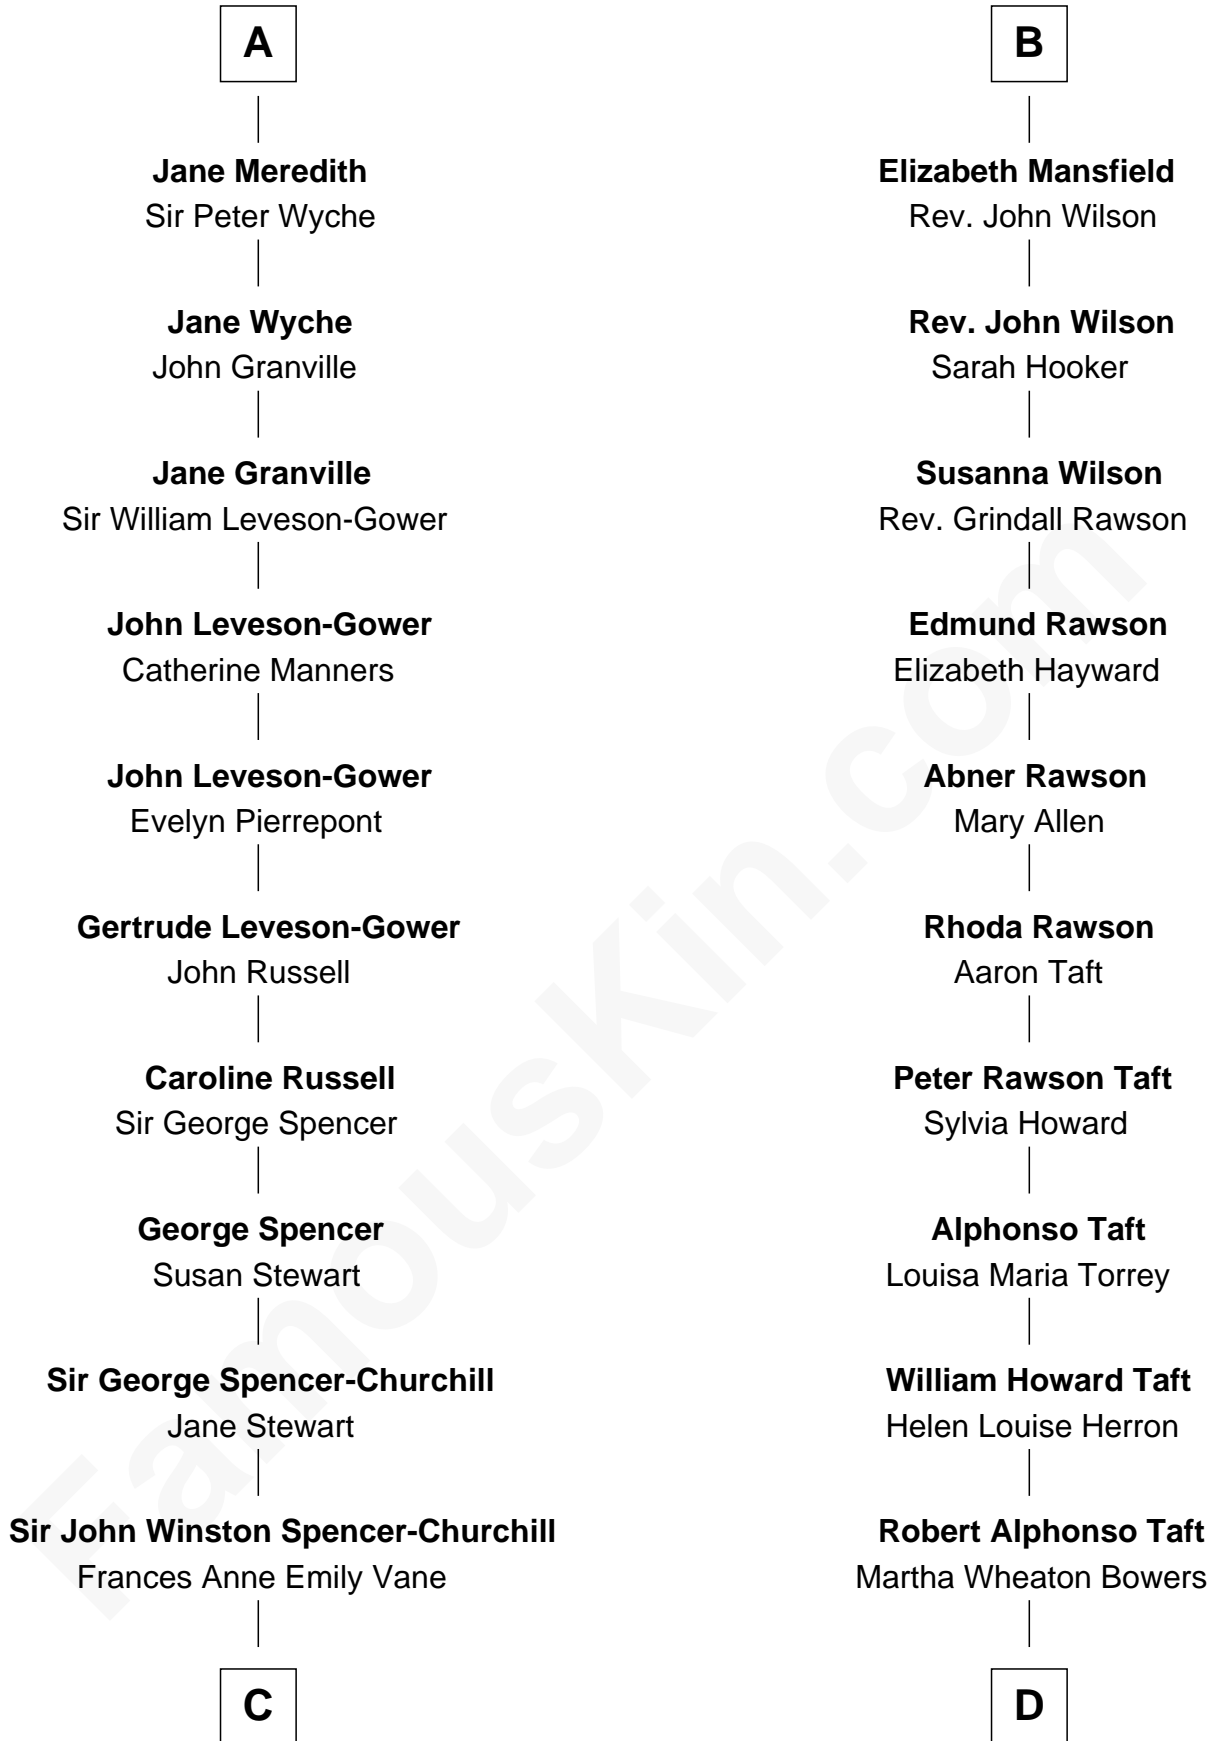 A
Jane Meredith
Sir Peter Wyche
Jane Wyche
John Granville
Jane Granville
Sir William Leveson-Gower
John Leveson-Gower
Catherine Manners
John Leveson-Gower
Evelyn Pierrepont
Gertrude Leveson-Gower
John Russell
Caroline Russell
Sir George Spencer
George Spencer
Susan Stewart
Sir George Spencer-Churchill
Jane Stewart
Sir John Winston Spencer-Churchill
Frances Anne Emily Vane
C
B
Elizabeth Mansfield
Rev. John Wilson
Rev. John Wilson
Sarah Hooker
Susanna Wilson
Rev. Grindall Rawson
Edmund Rawson
Elizabeth Hayward
Abner Rawson
Mary Allen
Rhoda Rawson
Aaron Taft
Peter Rawson Taft
Sylvia Howard
Alphonso Taft
Louisa Maria Torrey
William Howard Taft
Helen Louise Herron
Robert Alphonso Taft
Martha Wheaton Bowers
D
FamousKin.com